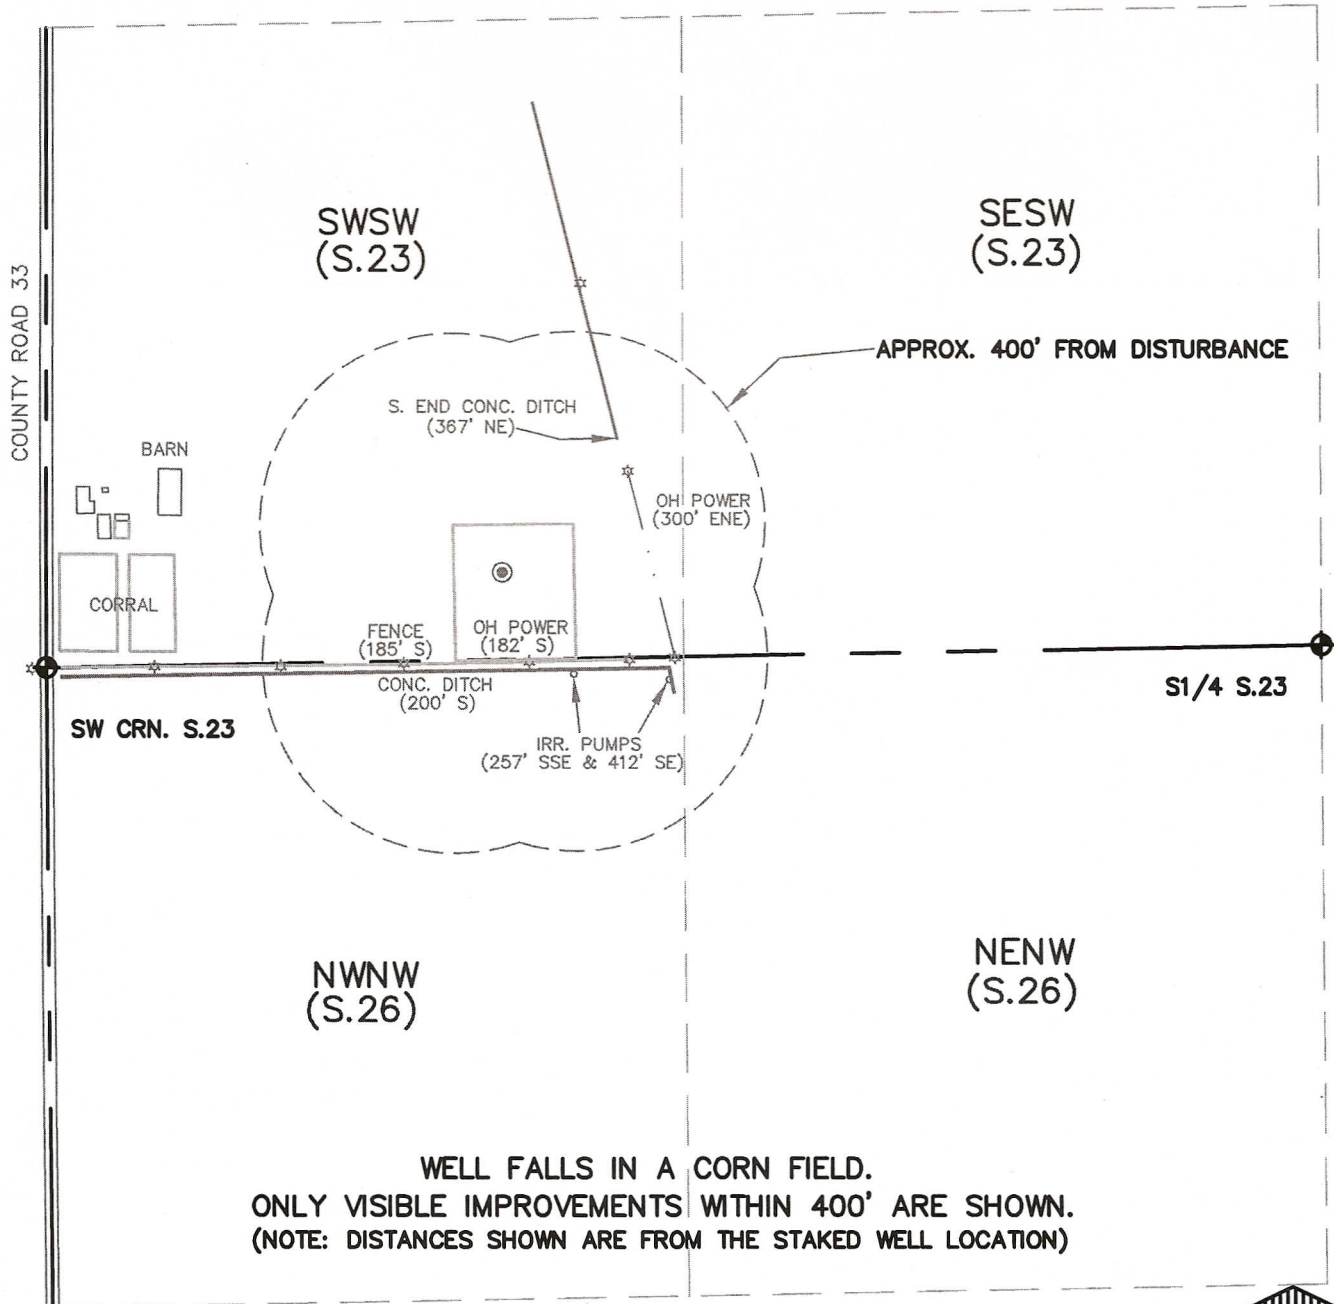 SWSW
(S.23)
SESW
(S.23)
COUNTY ROAD 33
APPROX. 400' FROM DISTURBANCE
S. END CONC. DITCH
(367' NE)
BARN
OH POWER
(300' ENE)
CORRAL
FENCE
(185' S)
OH POWER
(182' S)
CONC. DITCH
(200' S)
SW CRN. S.23
S1/4 S.23
IRR. PUMPS
(257' SSE & 412' SE)
NWNW
(S.26)
NENW
(S.26)
WELL FALLS IN A CORN FIELD.
ONLY VISIBLE IMPROVEMENTS WITHIN 400' ARE SHOWN.
(NOTE: DISTANCES SHOWN ARE FROM THE STAKED WELL LOCATION)